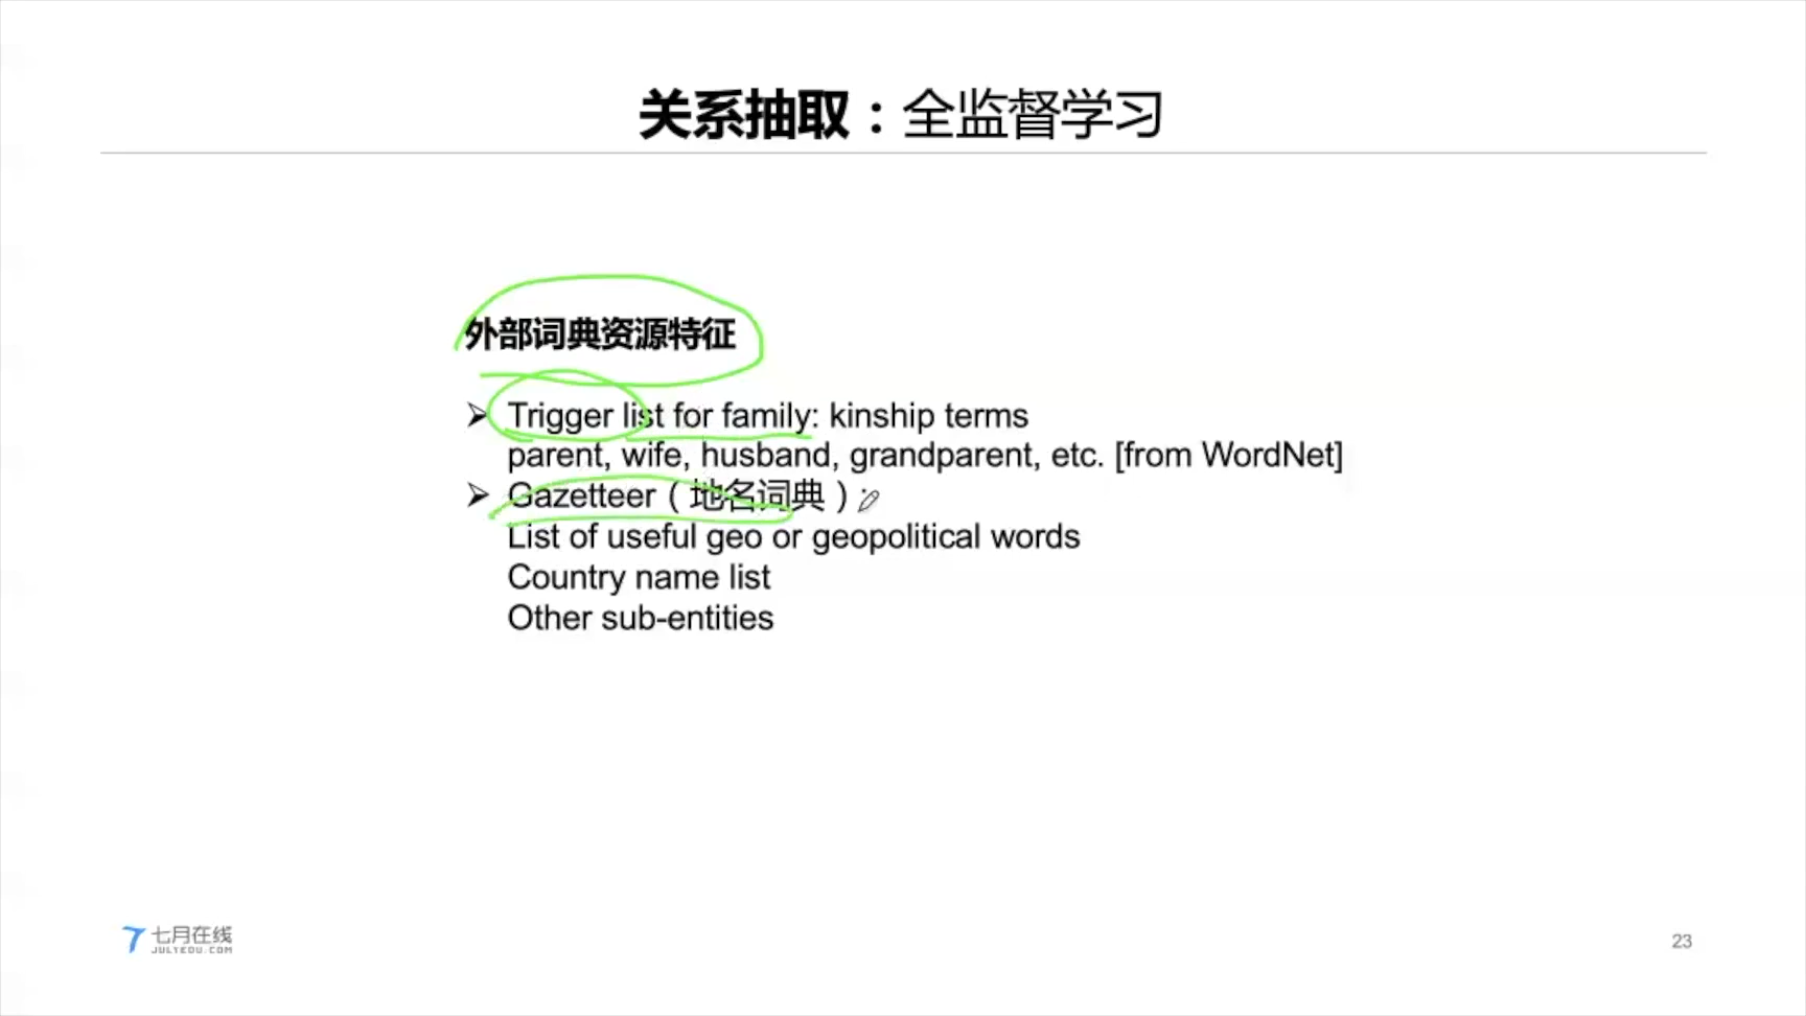 关系抽取：全监督学习
外部词典资源特征
➢ Trigger list for family: kinship terms
parent, wife, husband, grandparent, etc. [from WordNet]
➢ Gazetteer（地名词典）:
List of useful geo or geopolitical words
Country name list
Other sub-entities
七月在线
JULYEDU.COM
23